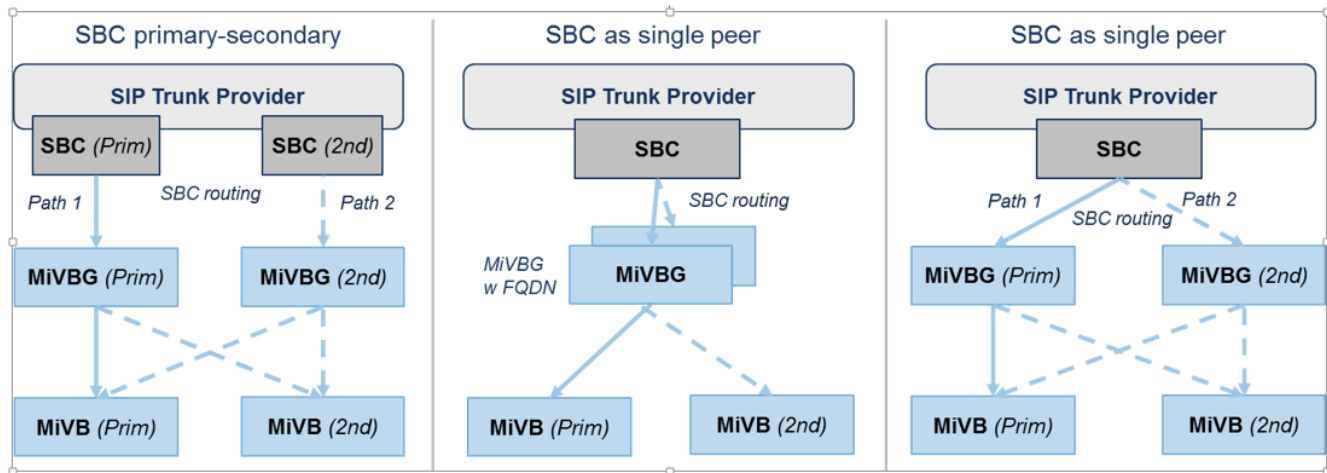 SBC primary-secondary
SIP Trunk Provider
SBC (Prim)
SBC (2nd)
Path 1
SBC routing
Path 2
MiVBG (Prim)
MiVBG (2nd)
MiVB (Prim)
MiVB (2nd)
SBC as single peer
SIP Trunk Provider
SBC
SBC routing
MiVBG
w FQDN
MiVBG
MiVB (Prim)
MiVB (2nd)
SBC as single peer
SIP Trunk Provider
SBC
Path 1
Path 2
SBC routing
MiVBG (Prim)
MiVBG (2nd)
MiVB (Prim)
MiVB (2nd)